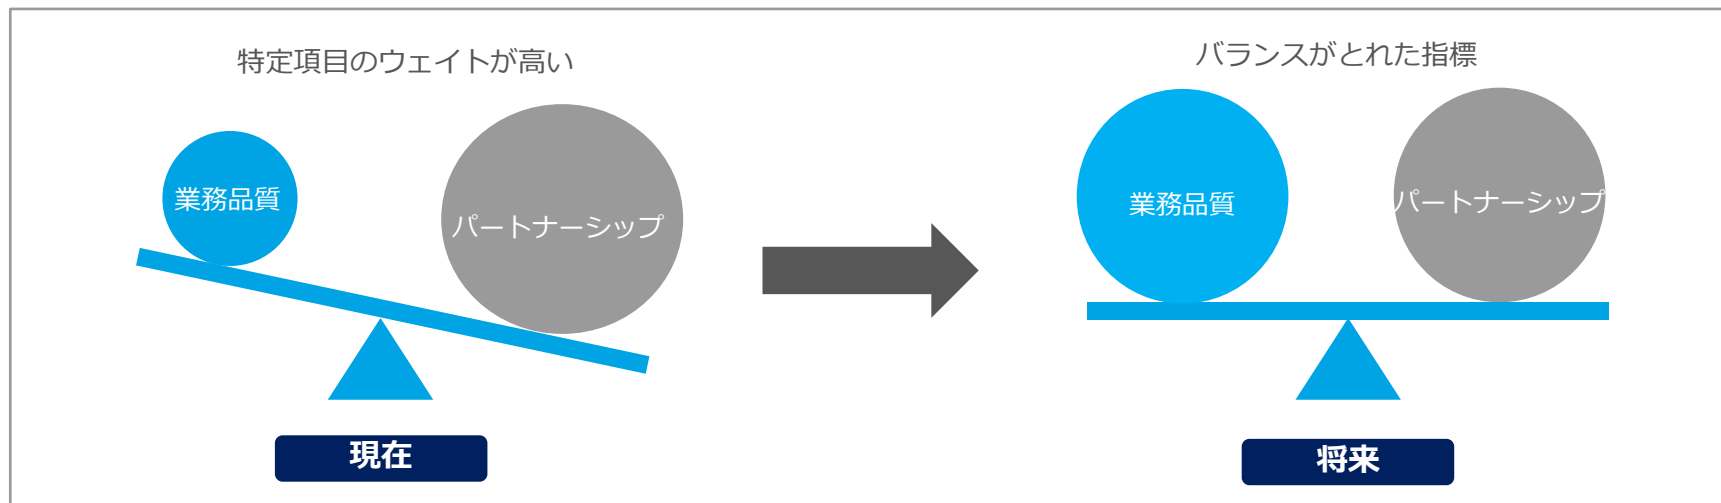 特定項目のウェイトが高い
業務品質
パートナーシップ
現在
バランスがとれた指標
業務品質
パートナーシップ
将来